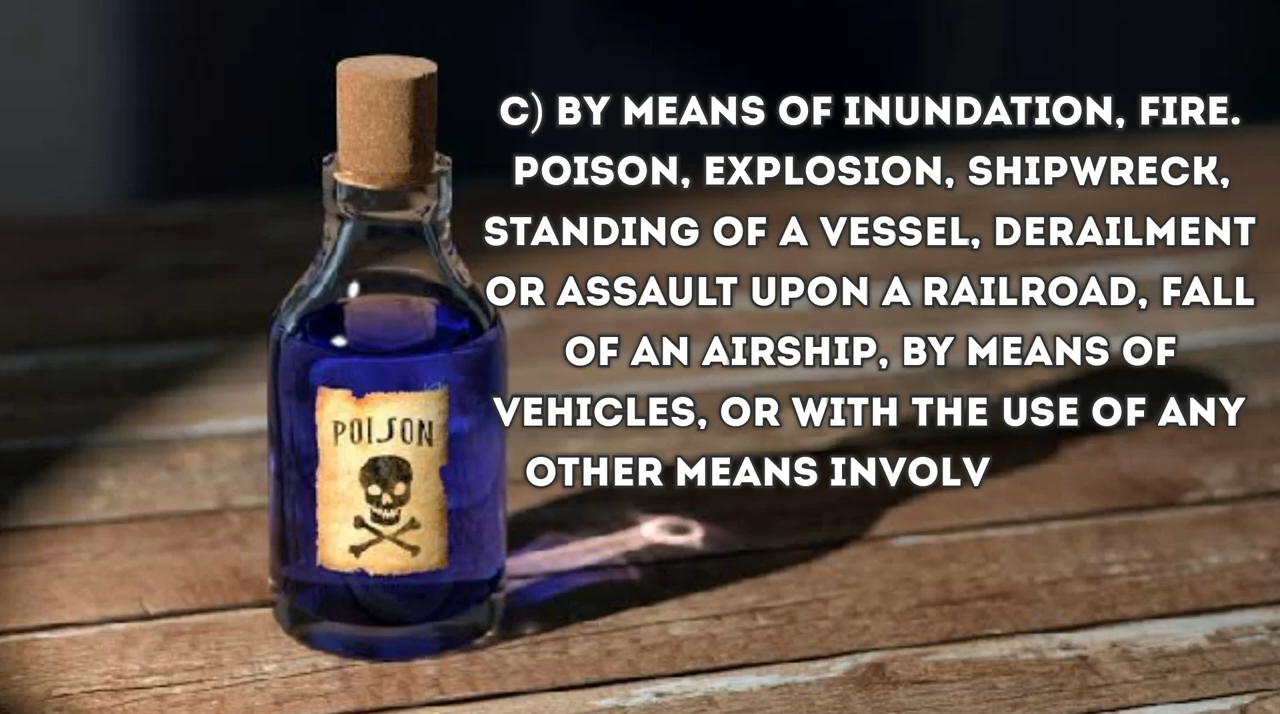 C) BY MEANS OF INUNDATION, FIRE.
POISON, EXPLOSION, SHIPWRECK,
STANDING OF A VESSEL, DERAILMENT
OR ASSAULT UPON A RAILROAD, FALL
OF AN AIRSHIP, BY MEANS OF
VEHICLES, OR WITH THE USE OF ANY
OTHER MEANS INVOLV
POISON